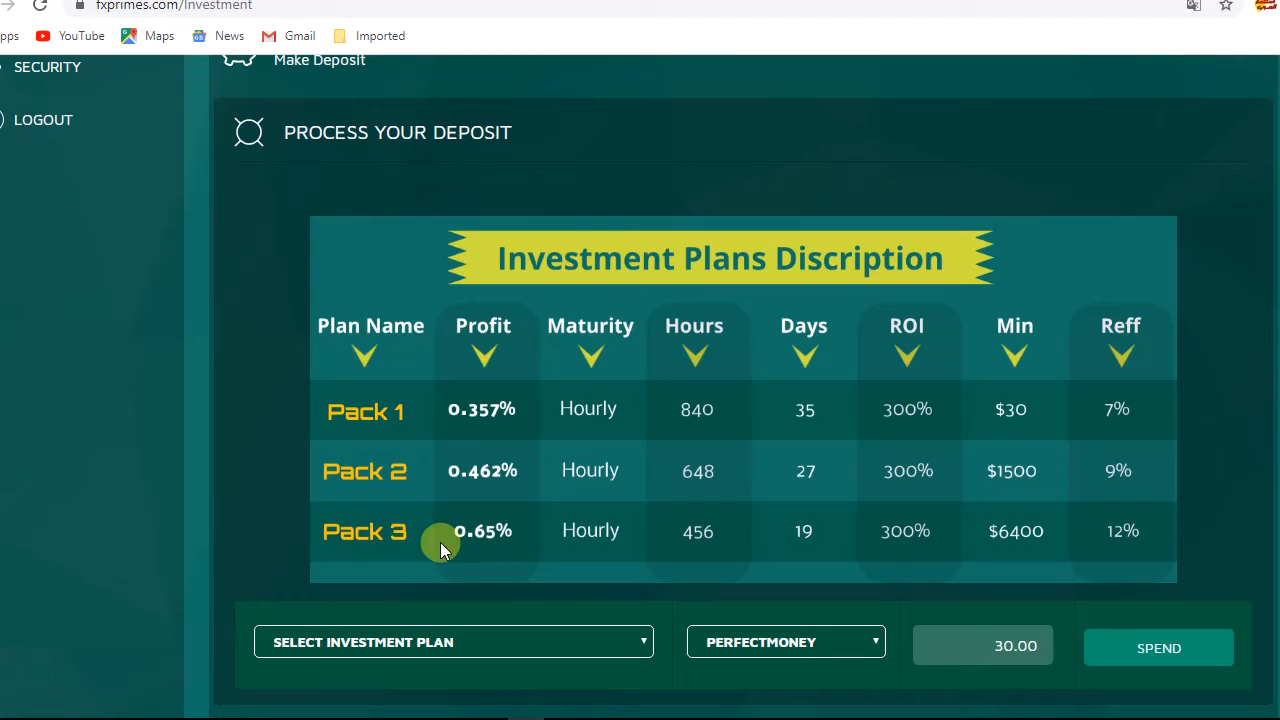 fxprimes.com/Investment
pps YouTube Maps News Gmail Imported
SECURITY
LOGOUT
Make Deposit
PROCESS YOUR DEPOSIT
Investment Plans Discription
Plan Name Profit Maturity Hours Days ROI Min Reff
Pack 1 0.357% Hourly 840 35 300% $30 7%
Pack 2 0.462% Hourly 648 27 300% $1500 9%
Pack 3 0.65% Hourly 456 19 300% $6400 12%
SELECT INVESTMENT PLAN PERFECTMONEY 30.00 SPEND